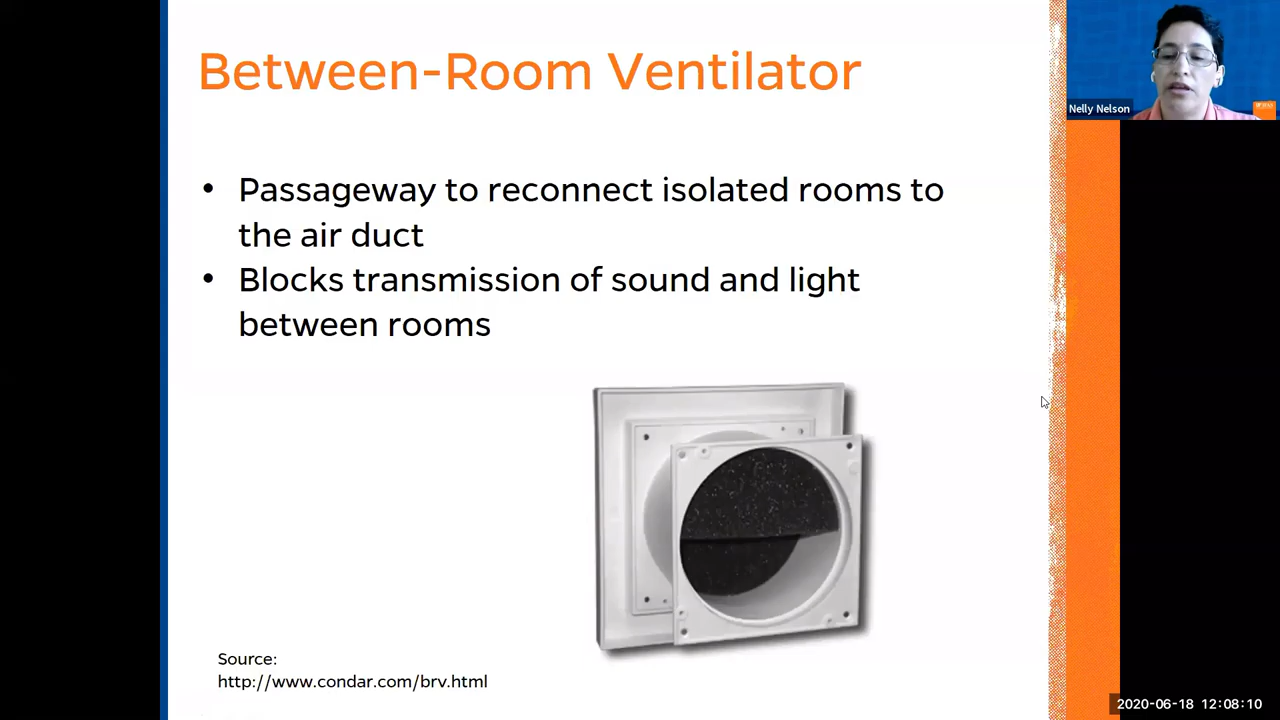 Between-Room Ventilator
• Passageway to reconnect isolated rooms to
the air duct
• Blocks transmission of sound and light
between rooms
Source:
http://www.condar.com/brv.html
Nelly Nelson
2020-06-18 12:08:10